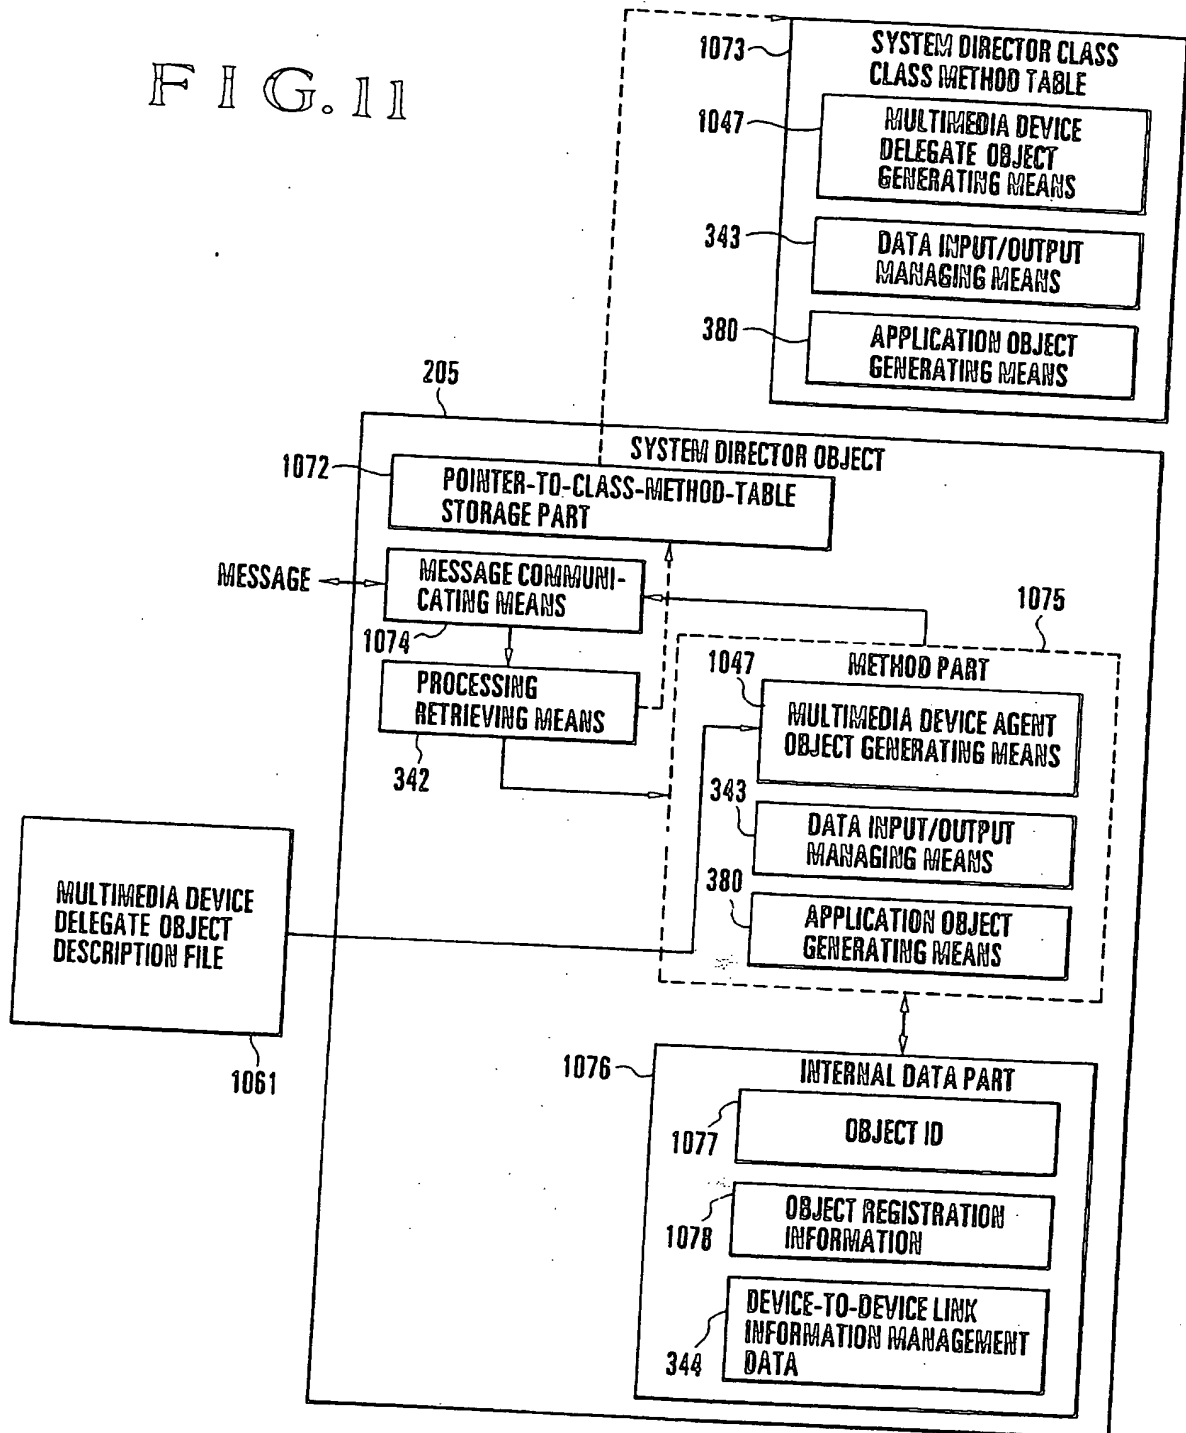 FIG.11
1073
SYSTEM DIRECTOR CLASS
CLASS METHOD TABLE
1047
MULTIMEDIA DEVICE
DELEGATE OBJECT
GENERATING MEANS
343
DATA INPUT/OUTPUT
MANAGING MEANS
380
APPLICATION OBJECT
GENERATING MEANS
205
SYSTEM DIRECTOR OBJECT
1072
POINTER-TO-CLASS-METHOD-TABLE
STORAGE PART
MESSAGE
MESSAGE COMMUNI-
CATING MEANS
1074
1075
PROCESSING
RETRIEVING MEANS
342
METHOD PART
1047
MULTIMEDIA DEVICE AGENT
OBJECT GENERATING MEANS
343
DATA INPUT/OUTPUT
MANAGING MEANS
380
APPLICATION OBJECT
GENERATING MEANS
MULTIMEDIA DEVICE
DELEGATE OBJECT
DESCRIPTION FILE
1061
1076
INTERNAL DATA PART
1077
OBJECT ID
1078
OBJECT REGISTRATION
INFORMATION
344
DEVICE-TO-DEVICE LINK
INFORMATION MANAGEMENT
DATA